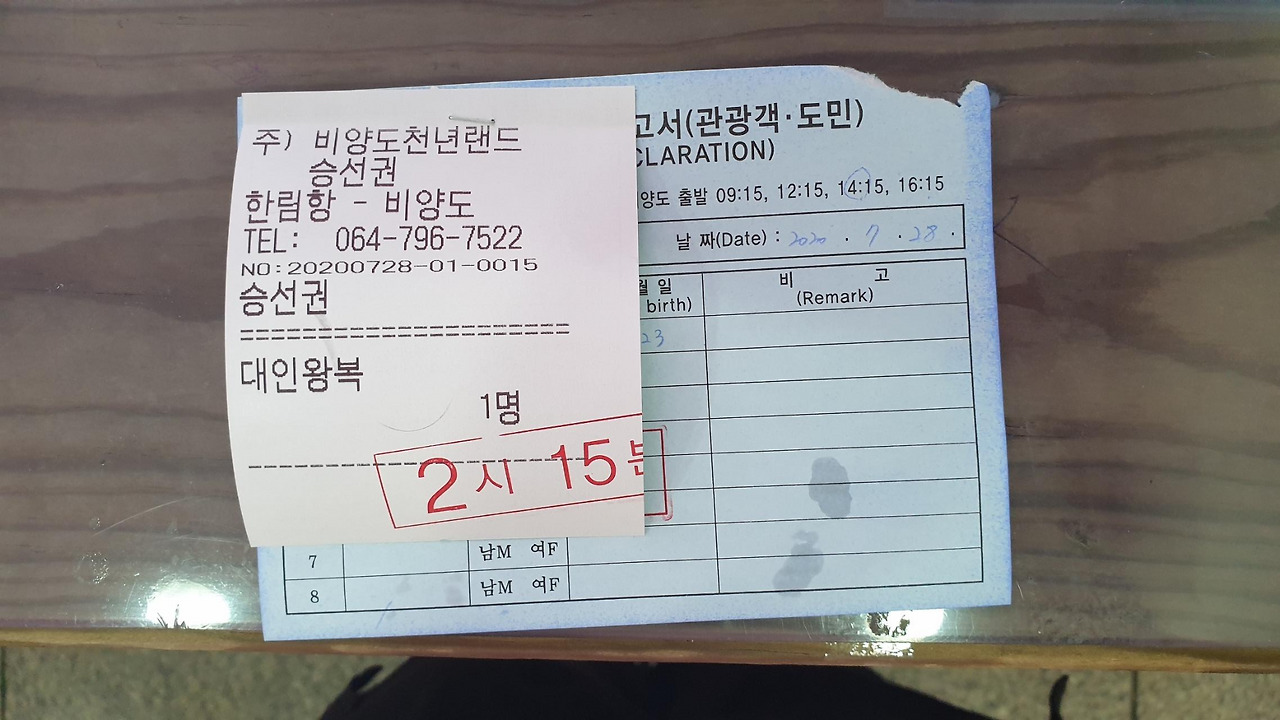 주) 비양도천년랜드
승선권
한림항 - 비양도
TEL: 064-796-7522
NO:20200728-01-0015
승선권
====================
대인왕복
1명
2시 15분
고서(관광객·도민)
CLARATION)
양도 출발 09:15, 12:15, 14:15, 16:15
날 짜(Date) : 2020 . 7 . 28 .
월 일 비 고
birth) (Remark)
23
7 남M 여F
8 남M 여F